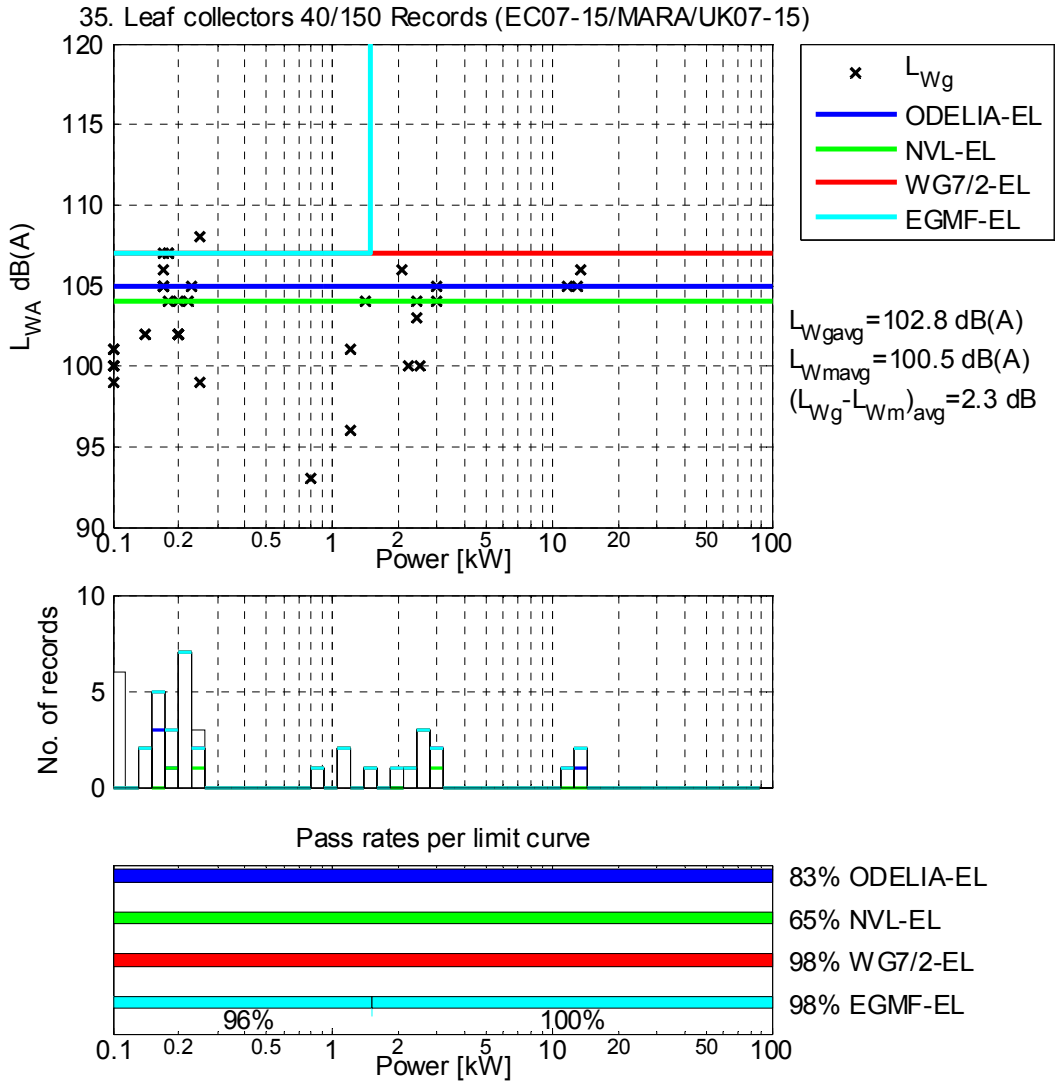 35. Leaf collectors 40/150 Records (EC07-15/MARA/UK07-15)
120
115
110
105
100
95
90
L_WA dB(A)
0.1 0.2 0.5 1 2 5 10 20 50 100
Power [kW]
L_Wg
ODELIA-EL
NVL-EL
WG7/2-EL
EGMF-EL
L_Wgavg=102.8 dB(A)
L_Wmavg=100.5 dB(A)
(L_Wg-L_Wm)_avg=2.3 dB
10
5
0
No. of records
Pass rates per limit curve
83% ODELIA-EL
65% NVL-EL
98% WG7/2-EL
98% EGMF-EL
96% 100%
0.1 0.2 0.5 1 2 5 10 20 50 100
Power [kW]